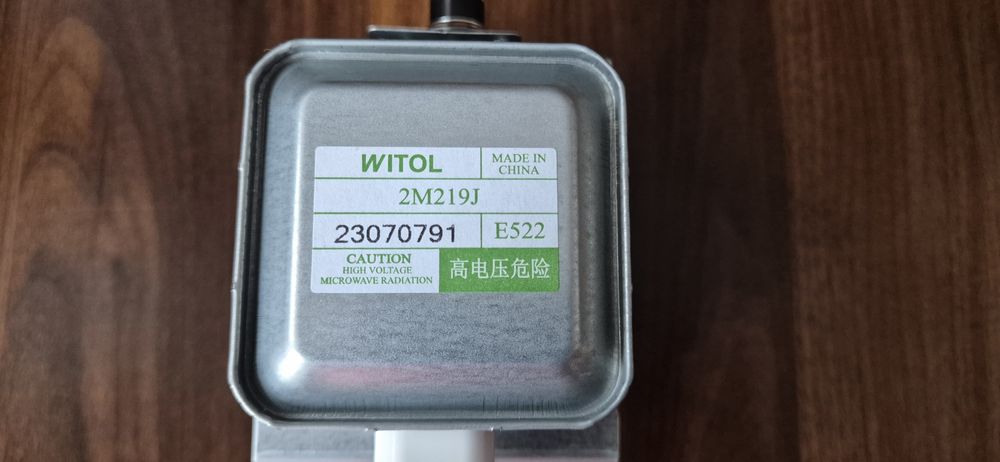 WITOL
MADE IN
CHINA
2M219J
23070791
E522
CAUTION
HIGH VOLTAGE
MICROWAVE RADIATION
高电压危险